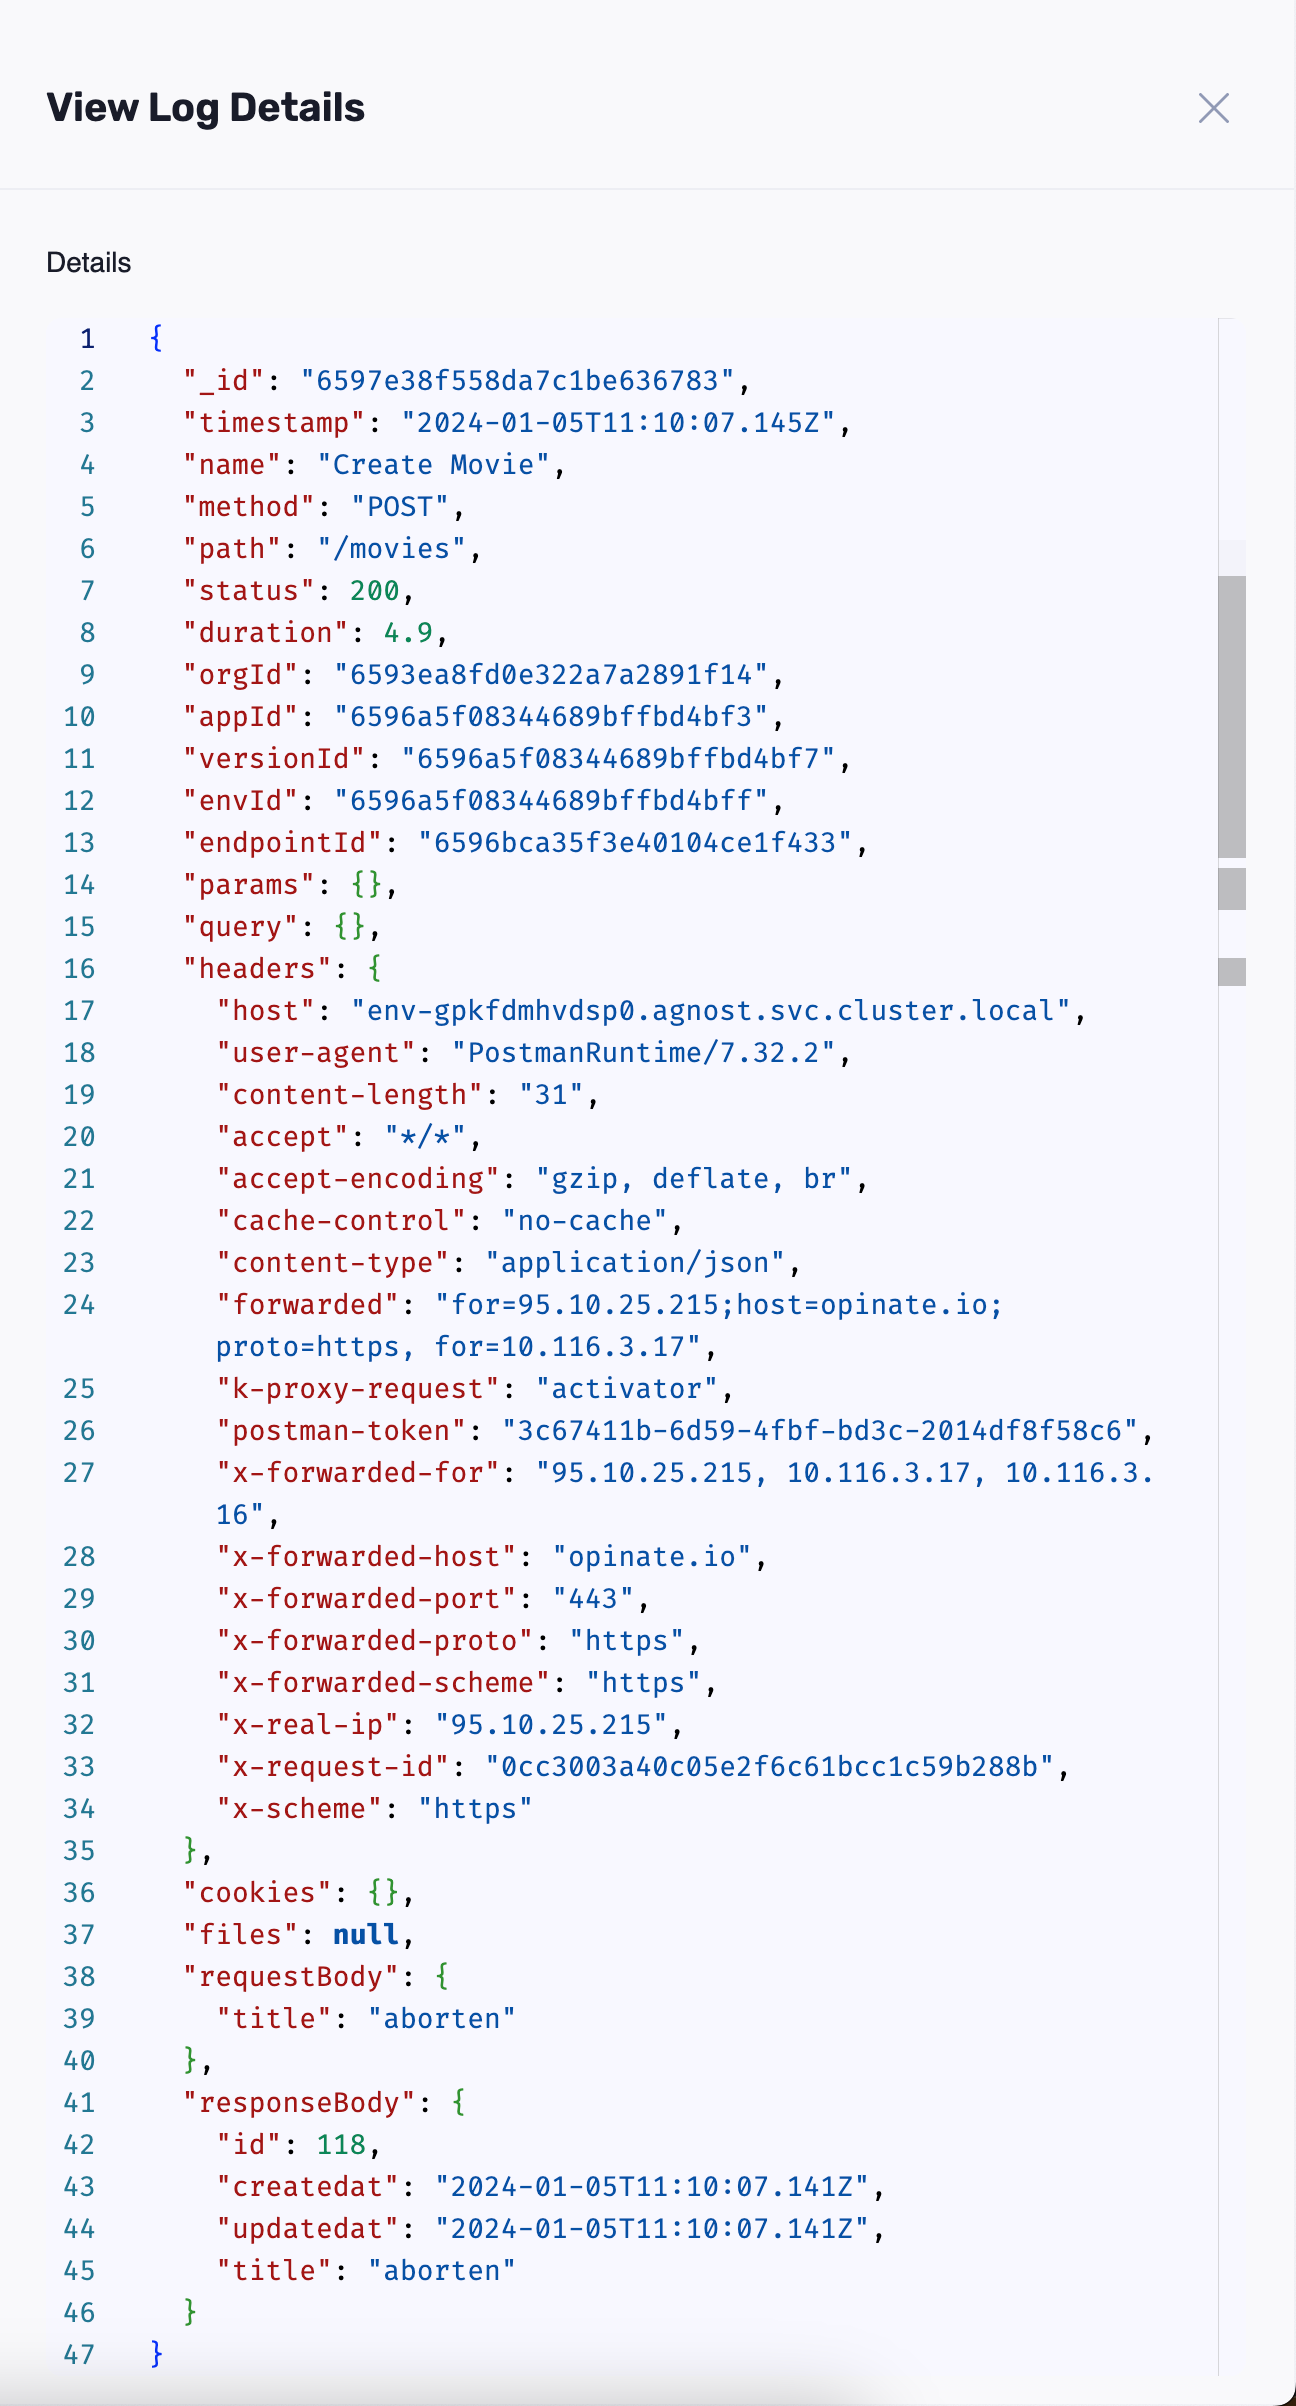 View Log Details
Details
1 {
2 "_id": "6597e38f558da7c1be636783",
3 "timestamp": "2024-01-05T11:10:07.145Z",
4 "name": "Create Movie",
5 "method": "POST",
6 "path": "/movies",
7 "status": 200,
8 "duration": 4.9,
9 "orgId": "6593ea8fd0e322a7a2891f14",
10 "appId": "6596a5f08344689bffbd4bf3",
11 "versionId": "6596a5f08344689bffbd4bf7",
12 "envId": "6596a5f08344689bffbd4bff",
13 "endpointId": "6596bca35f3e40104ce1f433",
14 "params": {},
15 "query": {},
16 "headers": {
17 "host": "env-gpkfdmhvdsp0.agnost.svc.cluster.local",
18 "user-agent": "PostmanRuntime/7.32.2",
19 "content-length": "31",
20 "accept": "*/*",
21 "accept-encoding": "gzip, deflate, br",
22 "cache-control": "no-cache",
23 "content-type": "application/json",
24 "forwarded": "for=95.10.25.215;host=opinate.io;
proto=https, for=10.116.3.17",
25 "k-proxy-request": "activator",
26 "postman-token": "3c67411b-6d59-4fbf-bd3c-2014df8f58c6",
27 "x-forwarded-for": "95.10.25.215, 10.116.3.17, 10.116.3.
16",
28 "x-forwarded-host": "opinate.io",
29 "x-forwarded-port": "443",
30 "x-forwarded-proto": "https",
31 "x-forwarded-scheme": "https",
32 "x-real-ip": "95.10.25.215",
33 "x-request-id": "0cc3003a40c05e2f6c61bcc1c59b288b",
34 "x-scheme": "https"
35 },
36 "cookies": {},
37 "files": null,
38 "requestBody": {
39 "title": "aborten"
40 },
41 "responseBody": {
42 "id": 118,
43 "createdat": "2024-01-05T11:10:07.141Z",
44 "updatedat": "2024-01-05T11:10:07.141Z",
45 "title": "aborten"
46 }
47 }